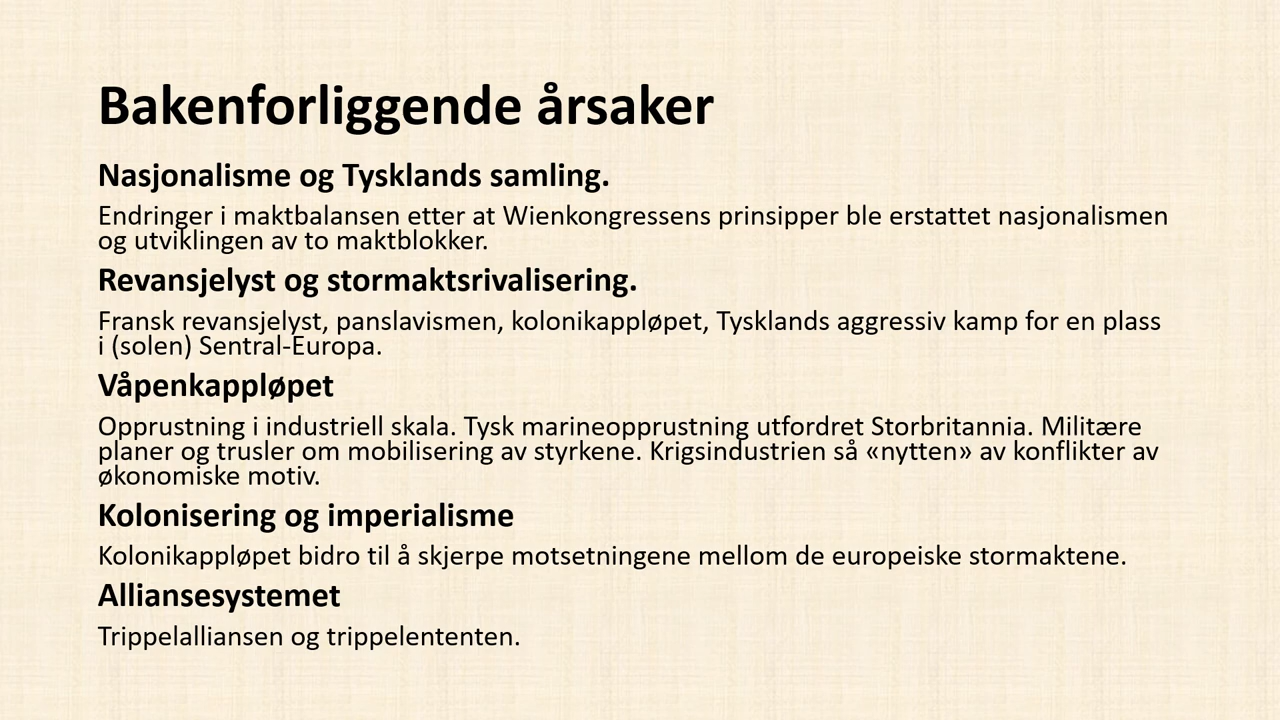 Bakenforliggende årsaker
Nasjonalisme og Tysklands samling.
Endringer i maktbalansen etter at Wienkongressens prinsipper ble erstattet nasjonalismen
og utviklingen av to maktblokker.
Revansjelyst og stormaktsrivalisering.
Fransk revansjelyst, panslavismen, kolonikappløpet, Tysklands aggressiv kamp for en plass
i (solen) Sentral-Europa.
Våpenkappløpet
Opprustning i industriell skala. Tysk marineopprustning utfordret Storbritannia. Militære
planer og trusler om mobilisering av styrkene. Krigsindustrien så «nytten» av konflikter av
økonomiske motiv.
Kolonisering og imperialisme
Kolonikappløpet bidro til å skjerpe motsetningene mellom de europeiske stormaktene.
Alliansesystemet
Trippelalliansen og trippelententen.